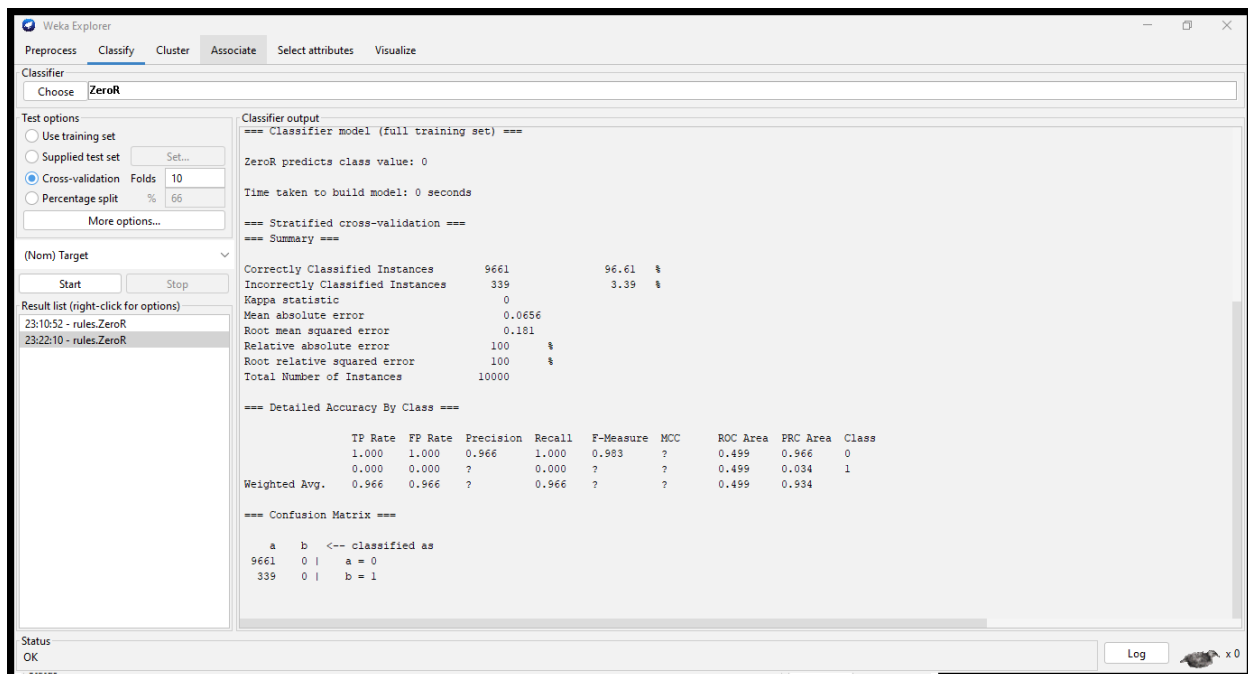 Weka Explorer
Preprocess Classify Cluster Associate Select attributes Visualize
Classifier
Choose ZeroR
Test options
Use training set
Supplied test set Set...
Cross-validation Folds 10
Percentage split % 66
More options...
(Nom) Target
Start Stop
Result list (right-click for options)
23:10:52 - rules.ZeroR
23:22:10 - rules.ZeroR
Classifier output
=== Classifier model (full training set) ===
ZeroR predicts class value: 0
Time taken to build model: 0 seconds
=== Stratified cross-validation ===
=== Summary ===
Correctly Classified Instances 9661 96.61 %
Incorrectly Classified Instances 339 3.39 %
Kappa statistic 0
Mean absolute error 0.0656
Root mean squared error 0.181
Relative absolute error 100 %
Root relative squared error 100 %
Total Number of Instances 10000
=== Detailed Accuracy By Class ===
TP Rate FP Rate Precision Recall F-Measure MCC ROC Area PRC Area Class
1.000 1.000 0.966 1.000 0.983 ? 0.499 0.966 0
0.000 0.000 ? 0.000 ? ? 0.499 0.034 1
Weighted Avg. 0.966 0.966 ? 0.966 ? ? 0.499 0.934
=== Confusion Matrix ===
a b <-- classified as
9661 0 | a = 0
339 0 | b = 1
Status
OK
Log x 0